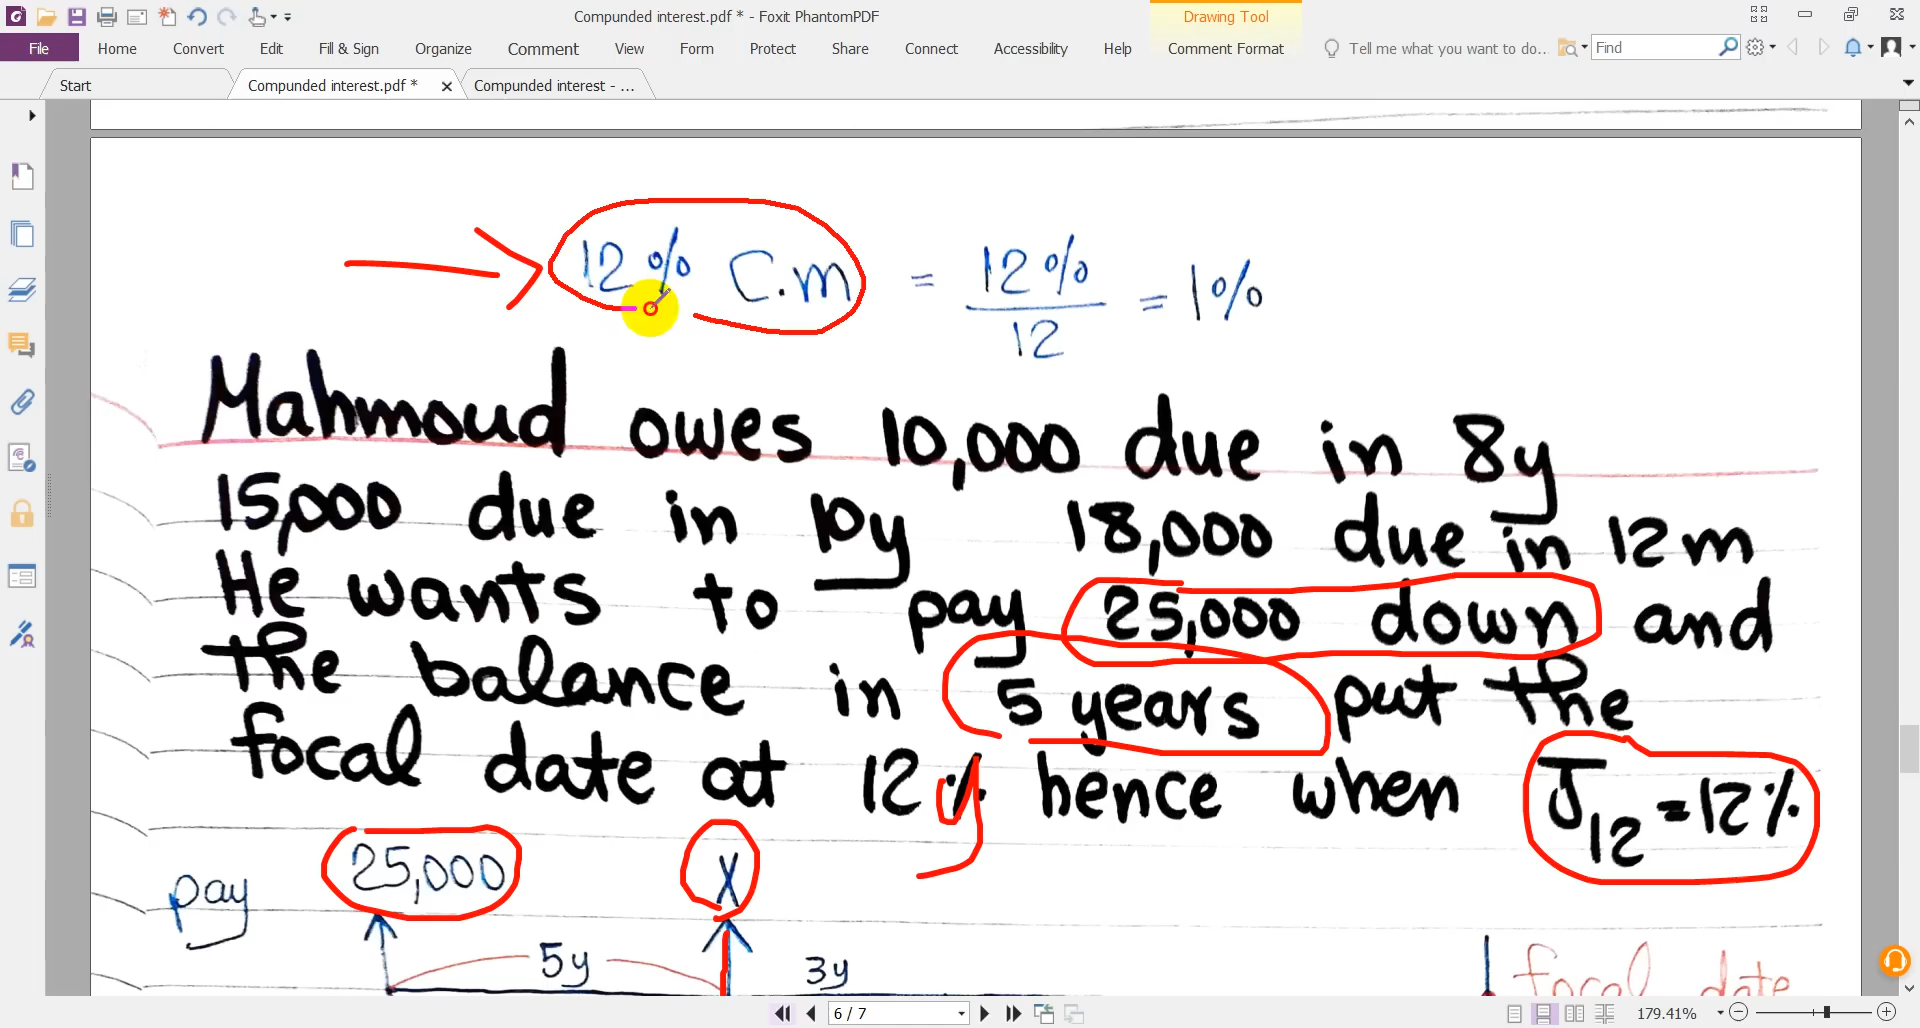 Compunded interest.pdf * - Foxit PhantomPDF
Drawing Tool
File Home Convert Edit Fill & Sign Organize Comment View Form Protect Share Connect Accessibility Help Comment Format Tell me what you want to do... Find
Start Compunded interest.pdf * Compunded interest - ...
12% C.m = 12% / 12 = 1%
Mahmoud owes 10,000 due in 8y
15,000 due in 10y 18,000 due in 12m
He wants to pay 25,000 down and
the balance in 5 years put the
focal date at 12 hence when J12 = 12%
pay 25,000 X
5y 3y focal date
6 / 7 179.41%